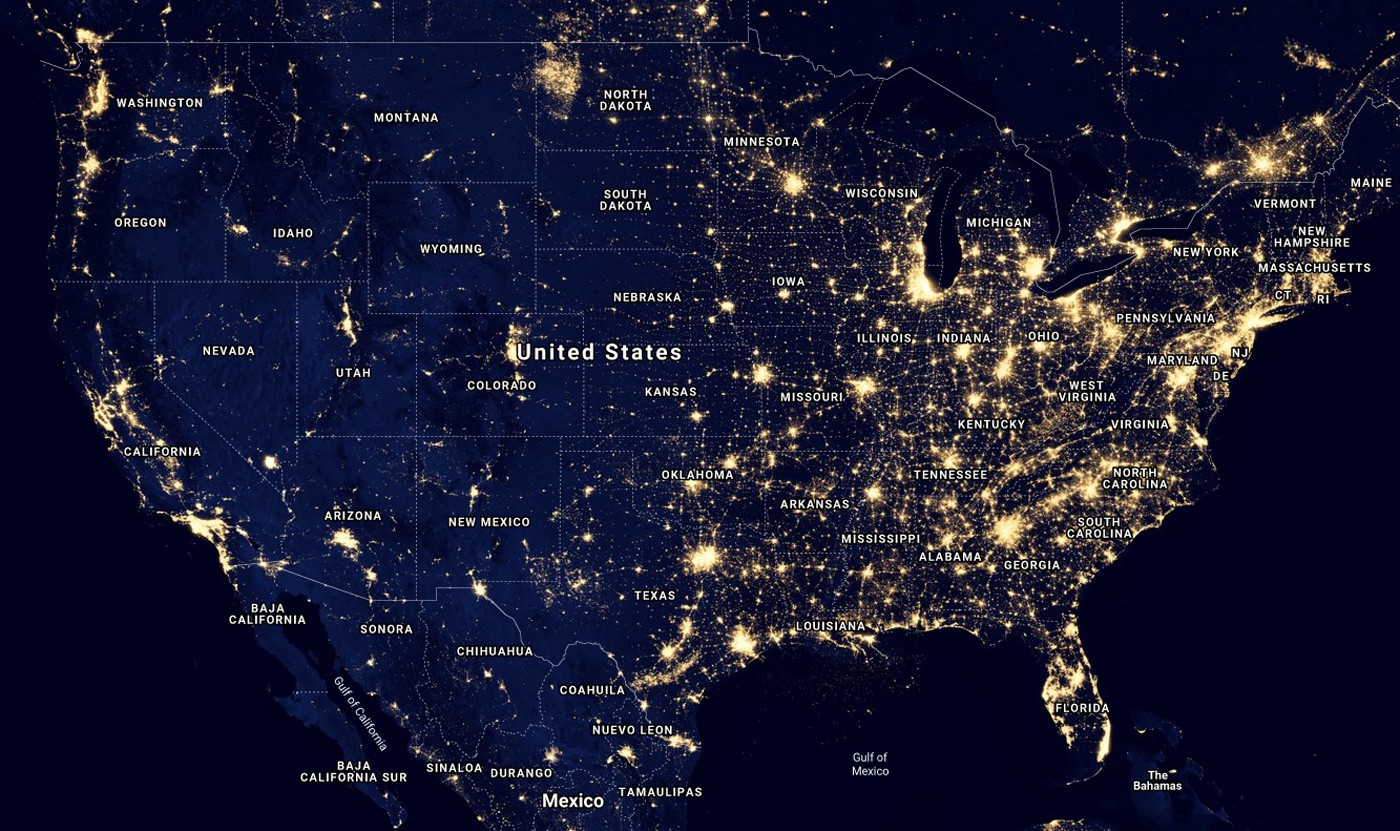 WASHINGTON
MONTANA
NORTH
DAKOTA
MINNESOTA
MAINE
SOUTH
DAKOTA
WISCONSIN
VERMONT
OREGON
IDAHO
MICHIGAN
NEW
HAMPSHIRE
WYOMING
NEW YORK
MASSACHUSETTS
IOWA
NEBRASKA
CT
RI
PENNSYLVANIA
NEVADA
United States
ILLINOIS
INDIANA
OHIO
NJ
MARYLAND
UTAH
COLORADO
KANSAS
MISSOURI
WEST
VIRGINIA
DE
KENTUCKY
VIRGINIA
CALIFORNIA
OKLAHOMA
TENNESSEE
NORTH
CAROLINA
ARIZONA
NEW MEXICO
ARKANSAS
SOUTH
CAROLINA
MISSISSIPPI
ALABAMA
GEORGIA
TEXAS
BAJA
CALIFORNIA
SONORA
LOUISIANA
CHIHUAHUA
COAHUILA
Gulf of California
FLORIDA
NUEVO LEON
Gulf of
Mexico
BAJA
CALIFORNIA SUR
SINALOA
DURANGO
The
Bahamas
Mexico
TAMAULIPAS